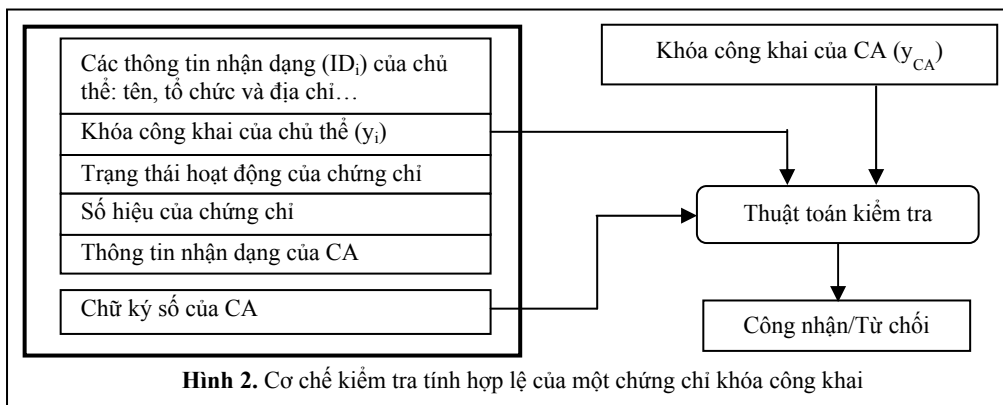 Các thông tin nhận dạng (IDi) của chủ
thể: tên, tổ chức và địa chỉ…
Khóa công khai của chủ thể (yi)
Trạng thái hoạt động của chứng chỉ
Số hiệu của chứng chỉ
Thông tin nhận dạng của CA
Chữ ký số của CA
Khóa công khai của CA (yCA)
Thuật toán kiểm tra
Công nhận/Từ chối
Hình 2. Cơ chế kiểm tra tính hợp lệ của một chứng chỉ khóa công khai